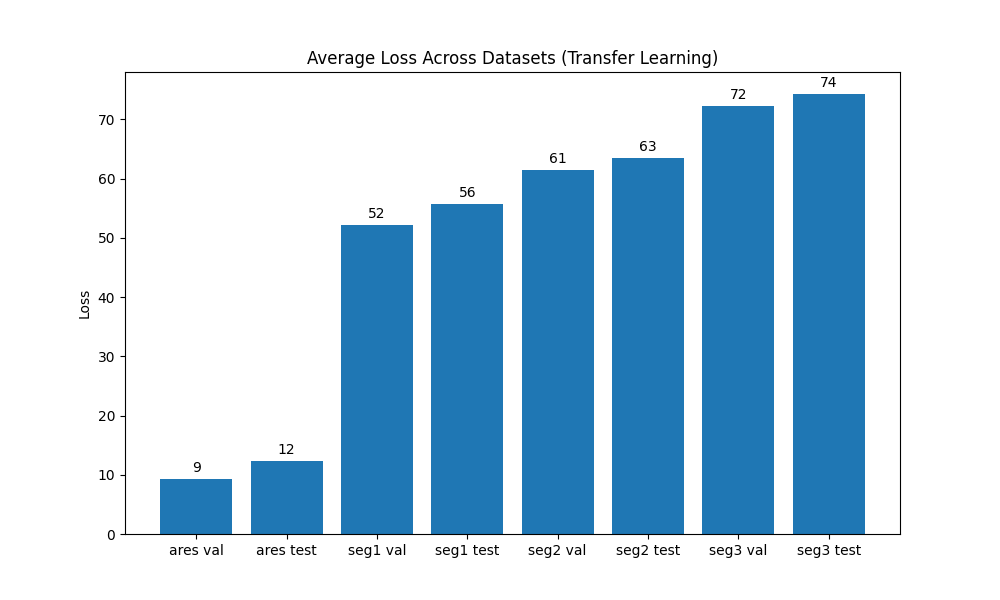 Average Loss Across Datasets (Transfer Learning)
Loss
70
60
50
40
30
20
10
0
9
12
52
56
61
63
72
74
ares val
ares test
seg1 val
seg1 test
seg2 val
seg2 test
seg3 val
seg3 test